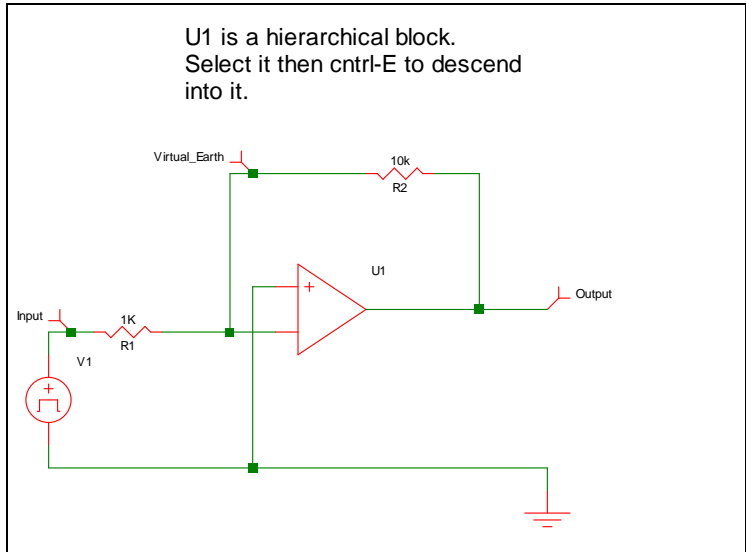 U1 is a hierarchical block.
Select it then cntrl-E to descend
into it.
Virtual_Earth
10k
R2
U1
Output
Input
1K
R1
V1